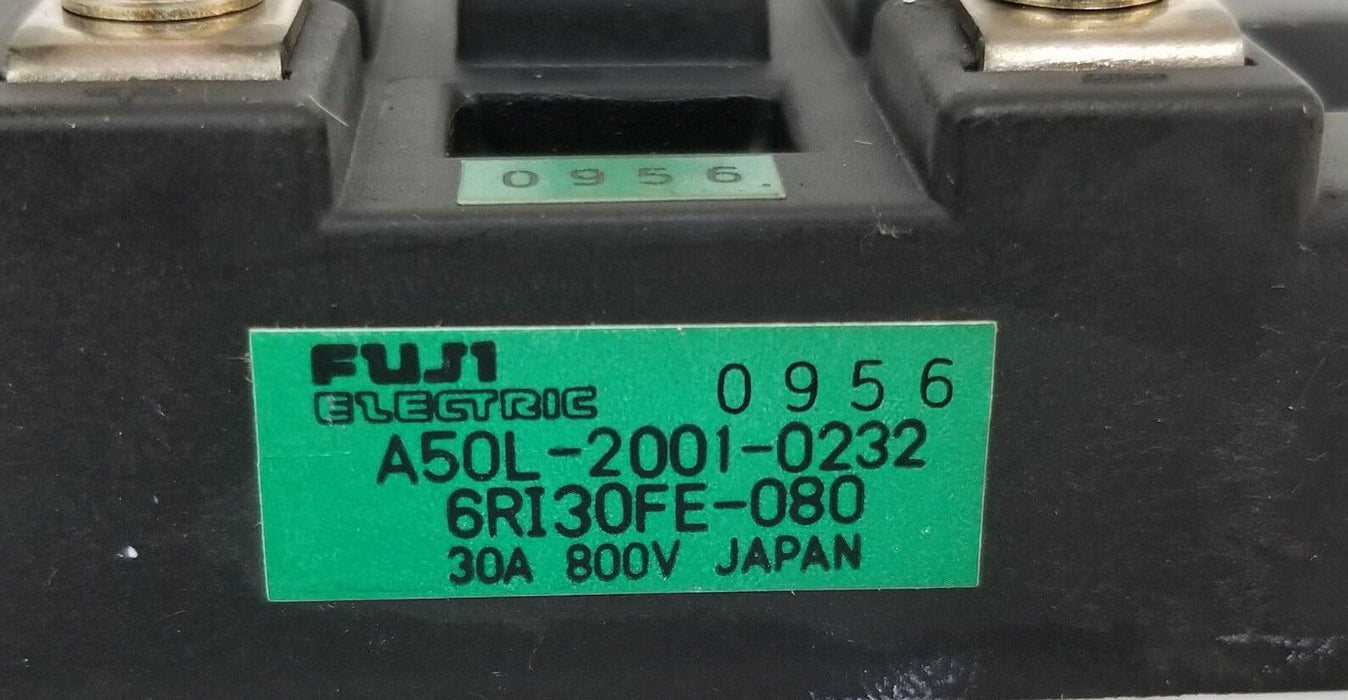 0956
FUJI
ELECTRIC 0956
A50L-2001-0232
6RI30FE-080
30A 800V JAPAN